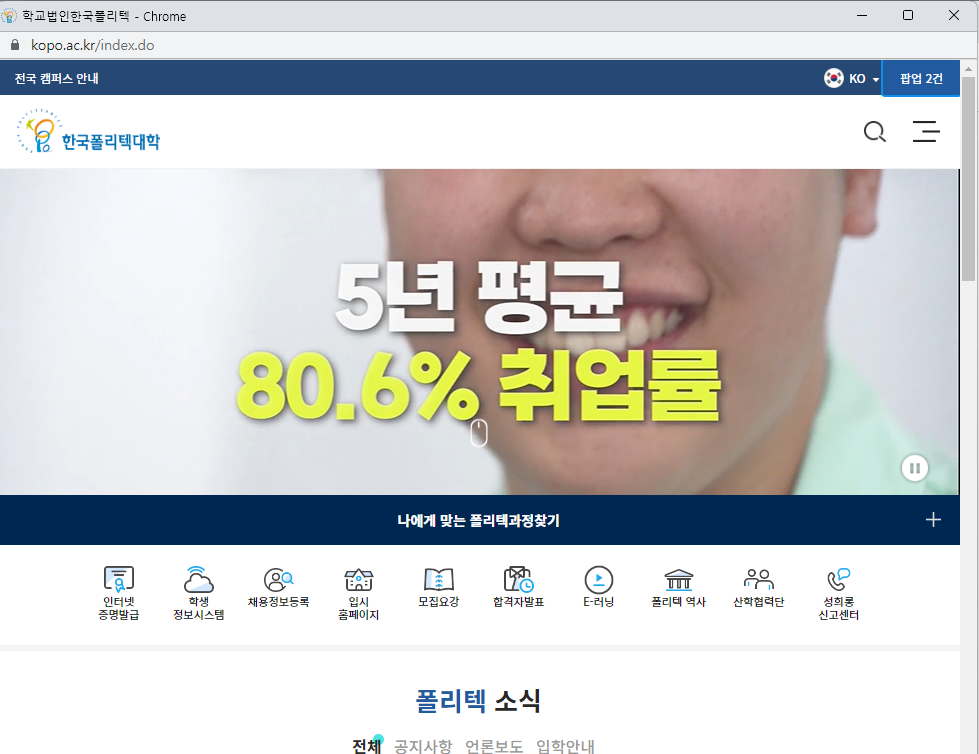 학교법인한국폴리텍 - Chrome
kopo.ac.kr/index.do
전국 캠퍼스 안내
KO
팝업 2건
한국폴리텍대학
5년 평균
80.6% 취업률
나에게 맞는 폴리텍과정찾기
인터넷
증명발급
학생
정보시스템
채용정보등록
입시
홈페이지
모집요강
합격자발표
E-러닝
폴리텍 역사
산학협력단
성희롱
신고센터
폴리텍 소식
전체 공지사항 언론보도 입학안내